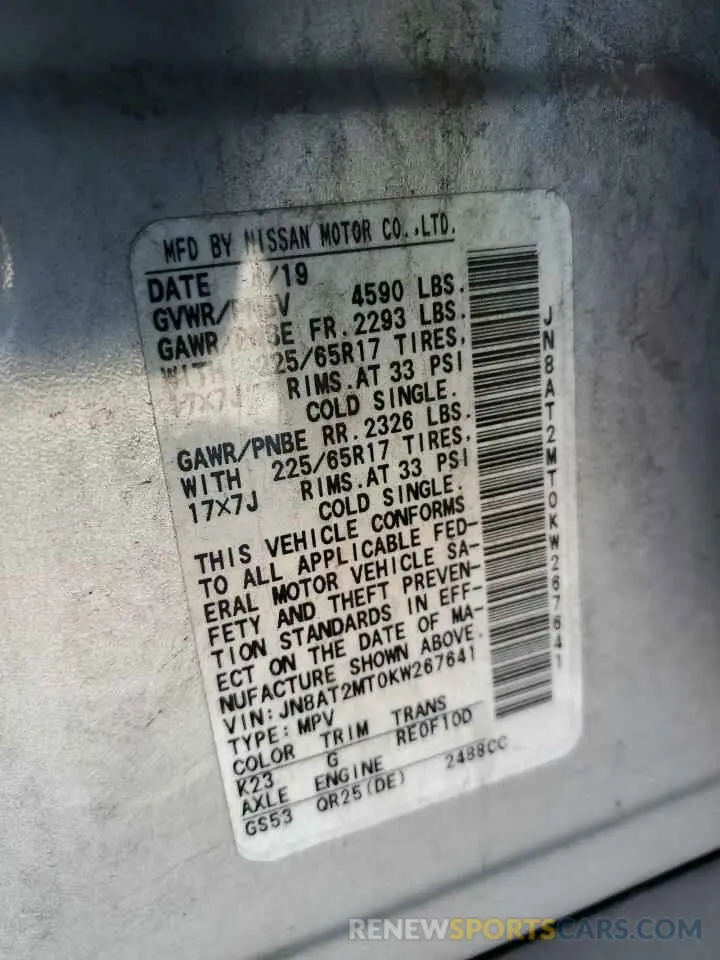 MFD BY NISSAN MOTOR CO.,LTD.
DATE /19
GVWR/ 4590 LBS.
GAWR/PNBE FR. 2293 LBS.
WITH 225/65R17 TIRES,
17X7J RIMS. AT 33 PSI
COLD SINGLE.
GAWR/PNBE RR. 2326 LBS.
WITH 225/65R17 TIRES,
17X7J RIMS. AT 33 PSI
COLD SINGLE.
THIS VEHICLE CONFORMS
TO ALL APPLICABLE FED-
ERAL MOTOR VEHICLE SA-
FETY AND THEFT PREVEN-
TION STANDARDS IN EFF-
ECT ON THE DATE OF MA-
NUFACTURE SHOWN ABOVE.
VIN: JN8AT2MT0KW267641
TYPE: MPV
COLOR TRIM TRANS
K23 G RE0F10D
AXLE ENGINE
GS53 QR25(DE) 2488CC
JN8AT2MT0KW267641
RENEWSPORTSCARS.COM